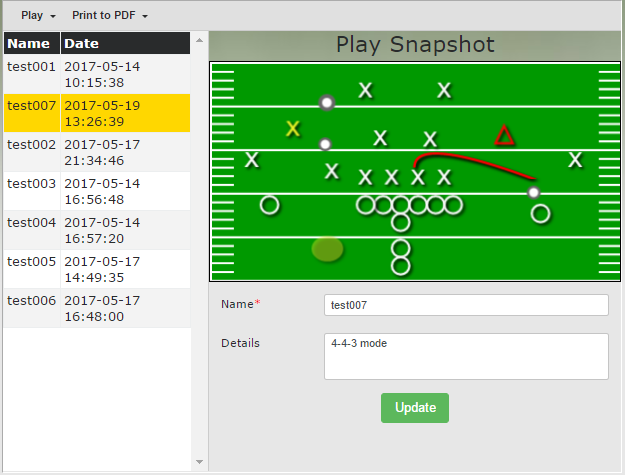 Play Print to PDF
Name Date
test001 2017-05-14
10:15:38
test007 2017-05-19
13:26:39
test002 2017-05-17
21:34:46
test003 2017-05-14
16:56:48
test004 2017-05-14
16:57:20
test005 2017-05-17
14:49:35
test006 2017-05-17
16:48:00
Play Snapshot
X X
X X X
X X X
X X X X
Name* test007
Details 4-4-3 mode
Update